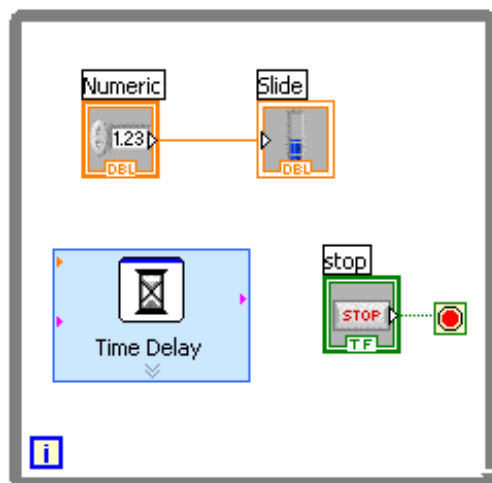 Numeric Slide
1.23
DBL DBL
stop
STOP
Time Delay
TF
i